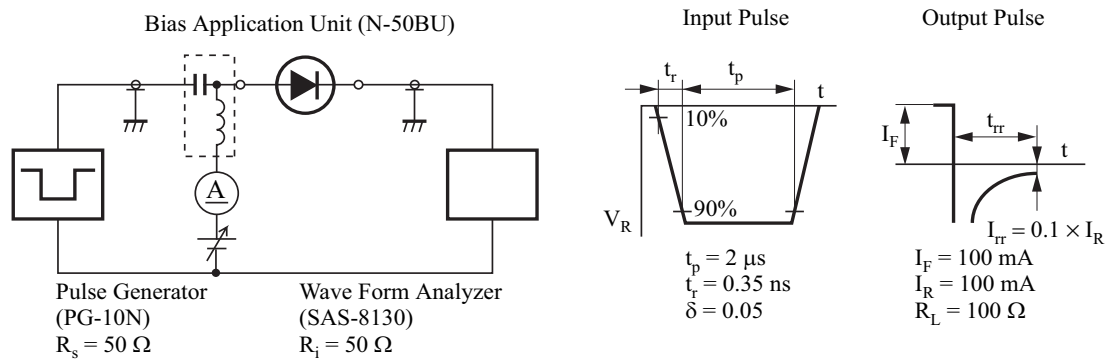 Bias Application Unit (N-50BU)
A
Pulse Generator
(PG-10N)
R_s = 50 Ω
Wave Form Analyzer
(SAS-8130)
R_i = 50 Ω
Input Pulse
t_r t_p t
10%
90%
V_R
t_p = 2 μs
t_r = 0.35 ns
δ = 0.05
Output Pulse
I_F t_rr t
I_rr = 0.1 × I_R
I_F = 100 mA
I_R = 100 mA
R_L = 100 Ω